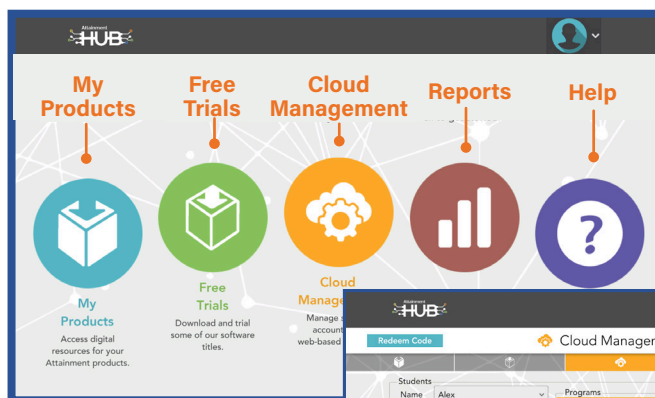 Attainment
HUB
My
Products
Free
Trials
Cloud
Management
Reports
Help
?
My
Products
Access digital
resources for your
Attainment products.
Free
Trials
Download and trial
some of our software
titles.
Cloud
Manage
Manage
account
web-based
Attainment
HUB
Redeem Code
Cloud Manager
Students
Name Alex
Programs